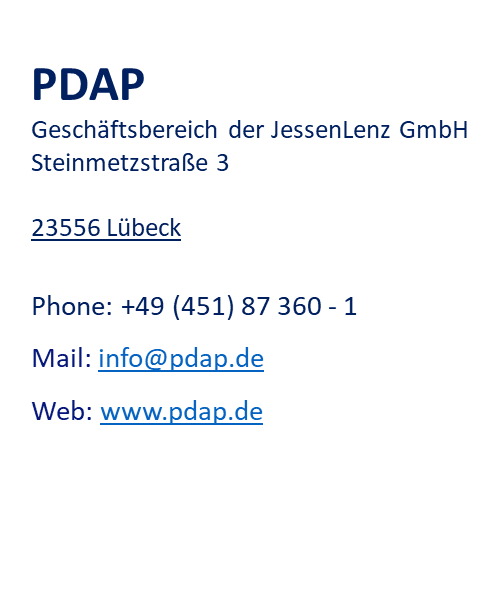 PDAP
Geschäftsbereich der JessenLenz GmbH
Steinmetzstraße 3
23556 Lübeck
Phone: +49 (451) 87 360 - 1
Mail: info@pdap.de
Web: www.pdap.de